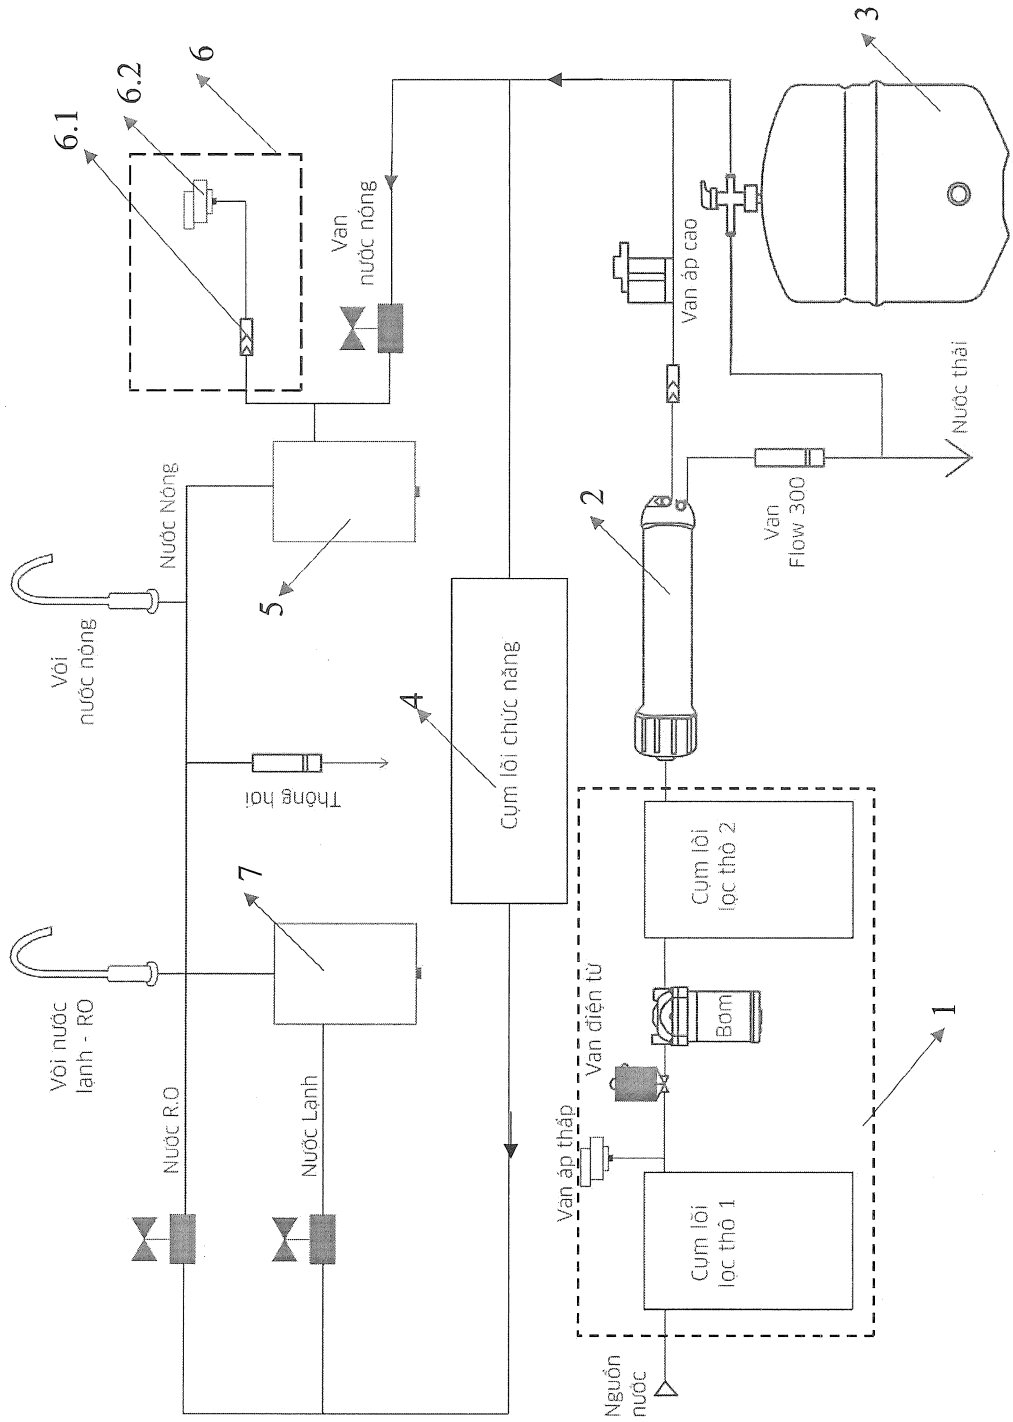 Vòi nước
lạnh - RO
Vòi
nước nóng
6.1
6.2
6
Nước R.O
Nước Nóng
Thông hơi
7
5
Nước Lạnh
Van
nước nóng
4
Cụm lõi chức năng
Van áp thấp
Van điện từ
2
Van áp cao
Nguồn
nước
Cụm lõi
lọc thô 1
Bơm
Cụm lõi
lọc thô 2
Van
Flow 300
3
Nước thải
1